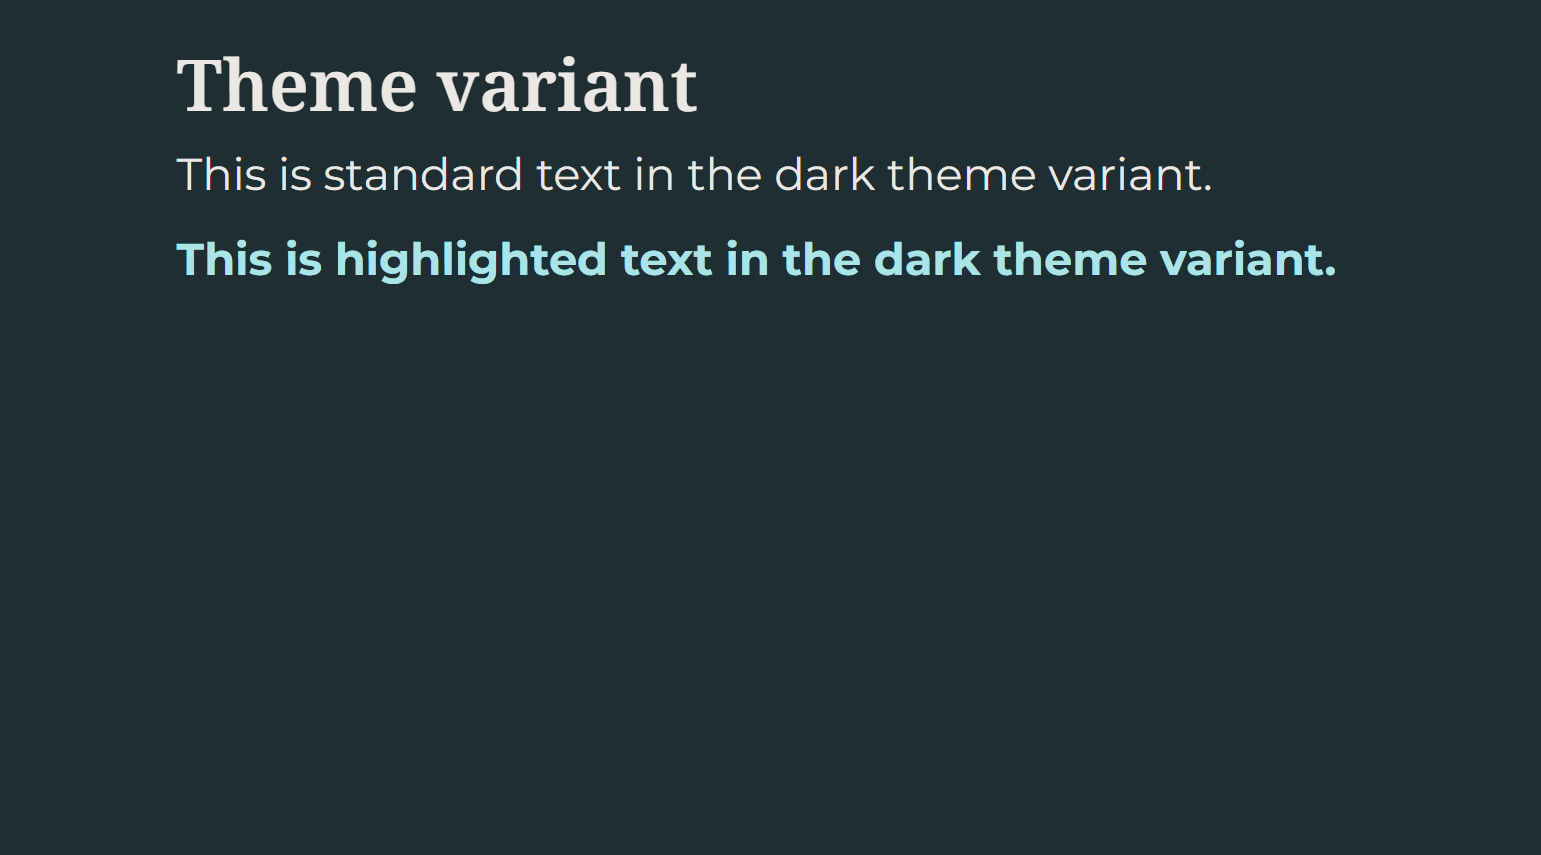 Theme variant
This is standard text in the dark theme variant.
This is highlighted text in the dark theme variant.